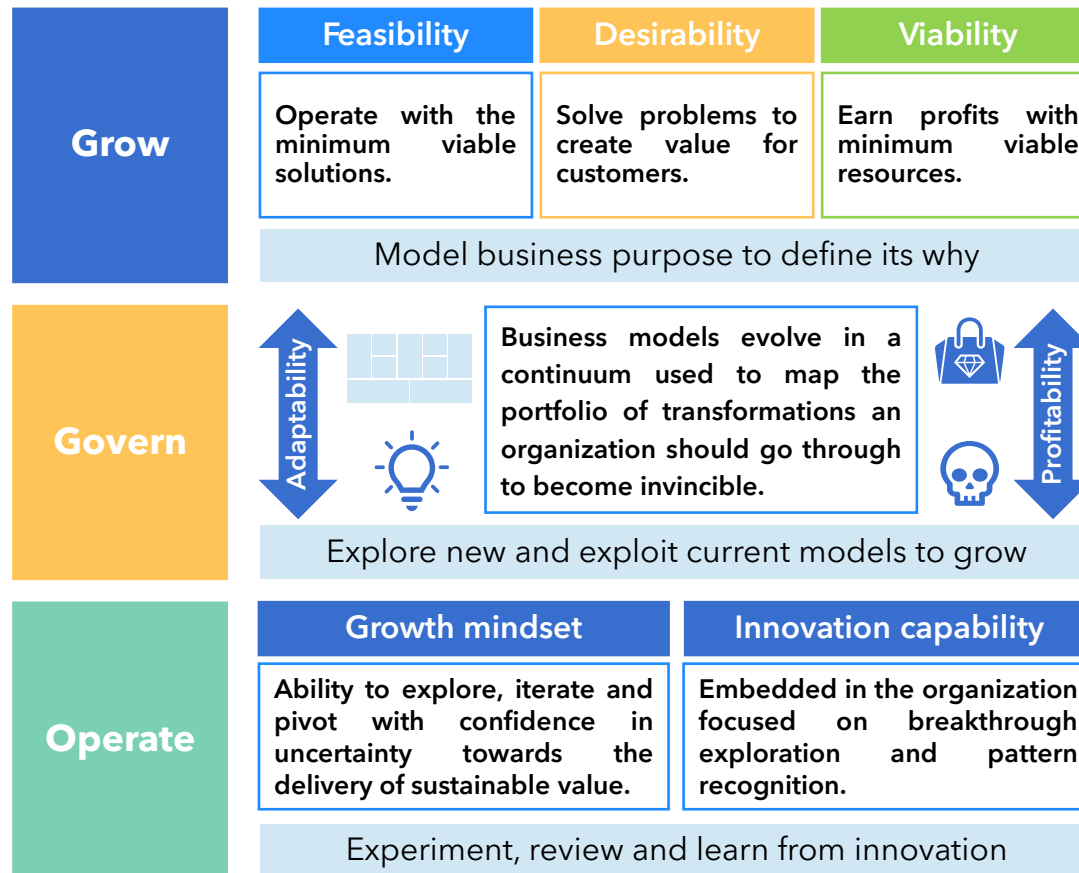 Grow
Feasibility
Desirability
Viability
Operate with the
minimum viable
solutions.
Solve problems to
create value for
customers.
Earn profits with
minimum viable
resources.
Model business purpose to define its why
Govern
Adaptability
Business models evolve in a
continuum used to map the
portfolio of transformations an
organization should go through
to become invincible.
Profitability
Explore new and exploit current models to grow
Operate
Growth mindset
Innovation capability
Ability to explore, iterate and
pivot with confidence in
uncertainty towards the
delivery of sustainable value.
Embedded in the organization
focused on breakthrough
exploration and pattern
recognition.
Experiment, review and learn from innovation